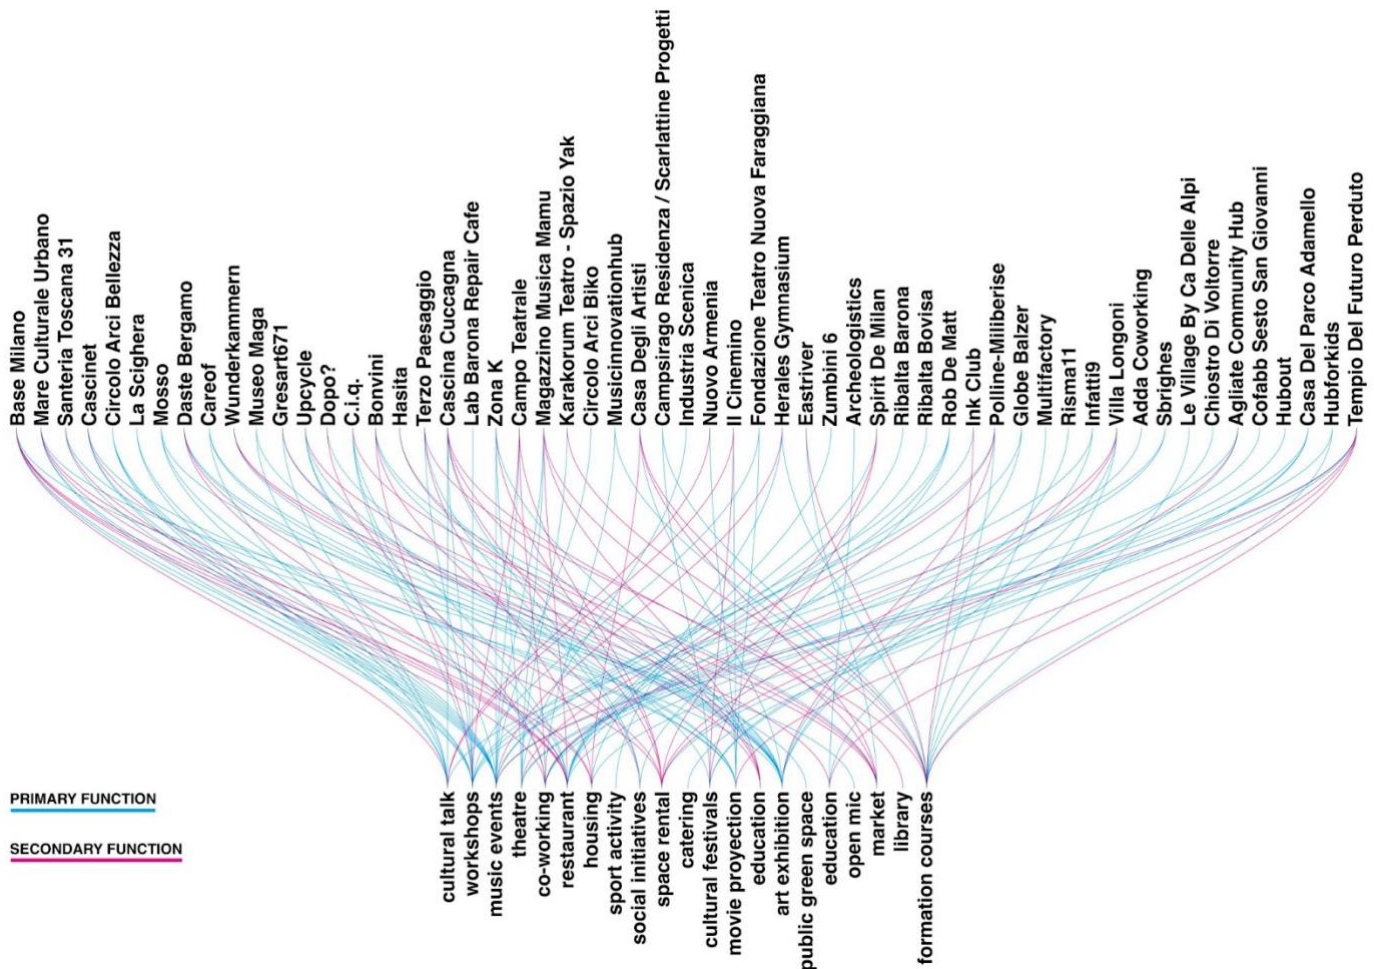 Base Milano
Mare Culturale Urbano
Santeria Toscana 31
Cascinet
Circolo Arci Bellezza
La Scighera
Mosso
Daste Bergamo
Careof
Wunderkammern
Museo Maga
Gresart671
Upcycle
Dopo?
C.i.q.
Bonvini
Hasita
Terzo Paesaggio
Cascina Cuccagna
Lab Barona Repair Cafe
Zona K
Campo Teatrale
Magazzino Musica Mamu
Karakorum Teatro - Spazio Yak
Circolo Arci Biko
Musicinnovationhub
Casa Degli Artisti
Campsirago Residenza / Scarlattine Progetti
Industria Scenica
Nuovo Armenia
Il Cinemino
Fondazione Teatro Nuova Faraggiana
Herales Gymnasium
Eastriver
Zumbini 6
Archeologistics
Spirit De Milan
Ribalta Barona
Ribalta Bovisa
Rob De Matt
Ink Club
Polline-Miliberise
Globe Balzer
Multifactory
Risma11
Infatti9
Villa Longoni
Adda Coworking
Sbrighes
Le Village By Ca Delle Alpi
Chiostro Di Voltorre
Agliate Community Hub
Cofabb Sesto San Giovanni
Hubout
Casa Del Parco Adamello
Hubforkids
Tempio Del Futuro Perduto
PRIMARY FUNCTION
SECONDARY FUNCTION
cultural talk
workshops
music events
theatre
co-working
restaurant
housing
sport activity
social initiatives
space rental
catering
cultural festivals
movie proyection
education
art exhibition
public green space
education
open mic
market
library
formation courses